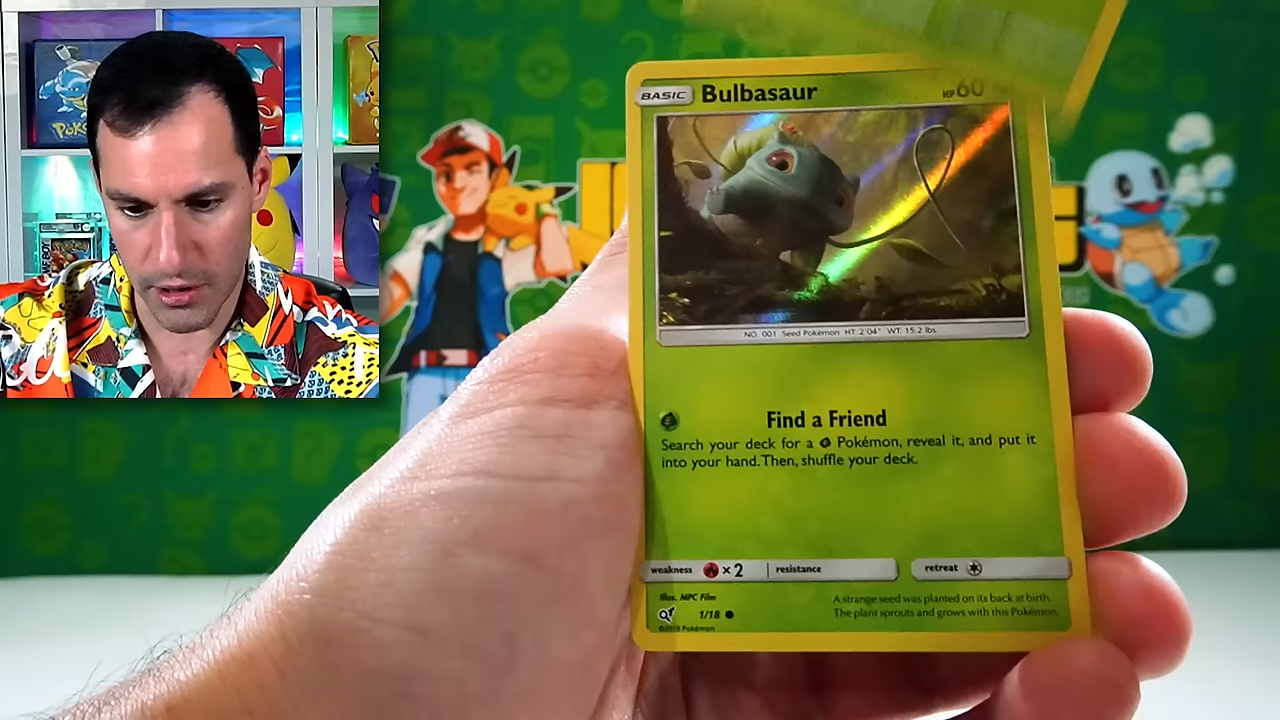 BASIC Bulbasaur HP60
NO. 001 Seed Pokémon HT: 2'04" WT: 15.2 lbs.
Find a Friend
Search your deck for a Pokémon, reveal it, and put it
into your hand. Then, shuffle your deck.
weakness × 2 resistance retreat
Illus. MPC Film
1/18
©2019 Pokémon
A strange seed was planted on its back at birth.
The plant sprouts and grows with this Pokémon.